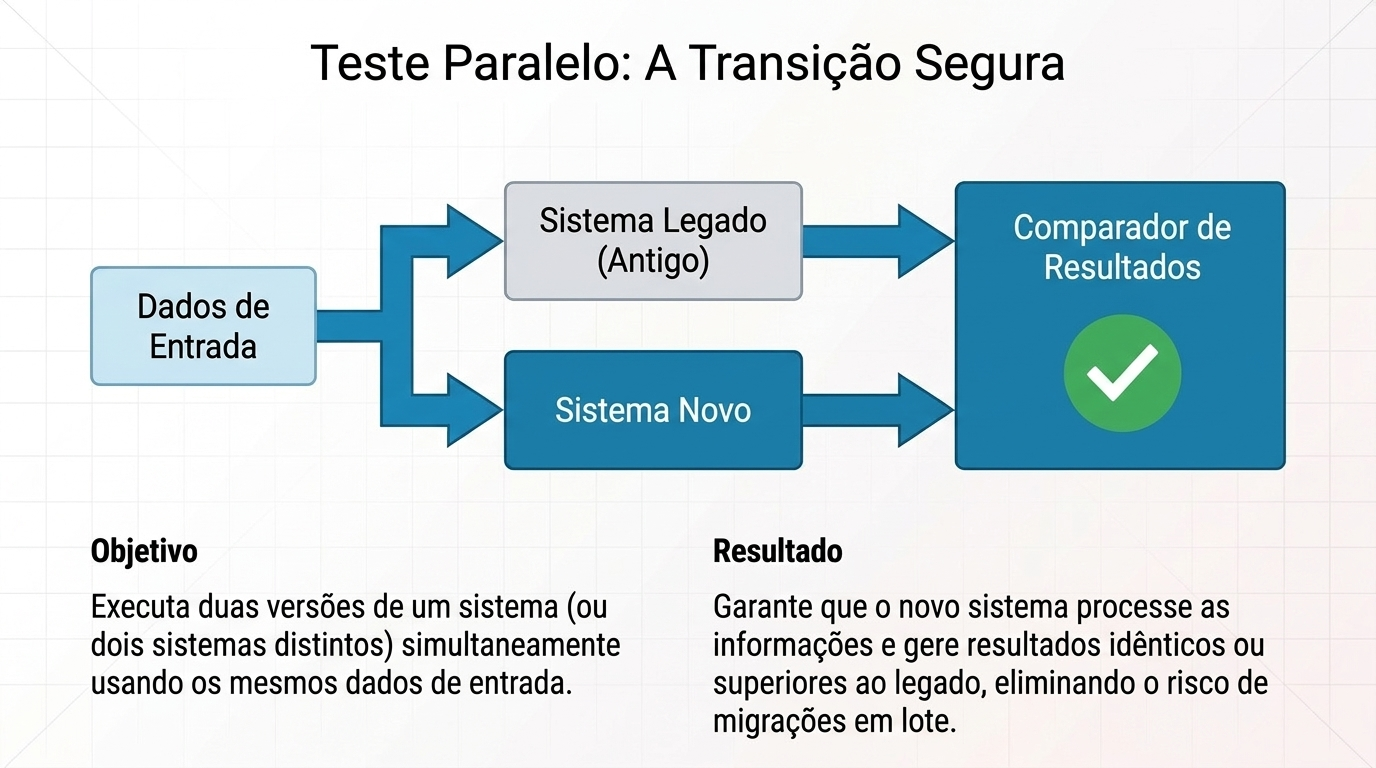 Teste Paralelo: A Transição Segura
Dados de
Entrada
Sistema Legado
(Antigo)
Sistema Novo
Comparador de
Resultados
Objetivo
Executa duas versões de um sistema (ou
dois sistemas distintos) simultaneamente
usando os mesmos dados de entrada.
Resultado
Garante que o novo sistema processe as
informações e gere resultados idênticos ou
superiores ao legado, eliminando o risco de
migrações em lote.